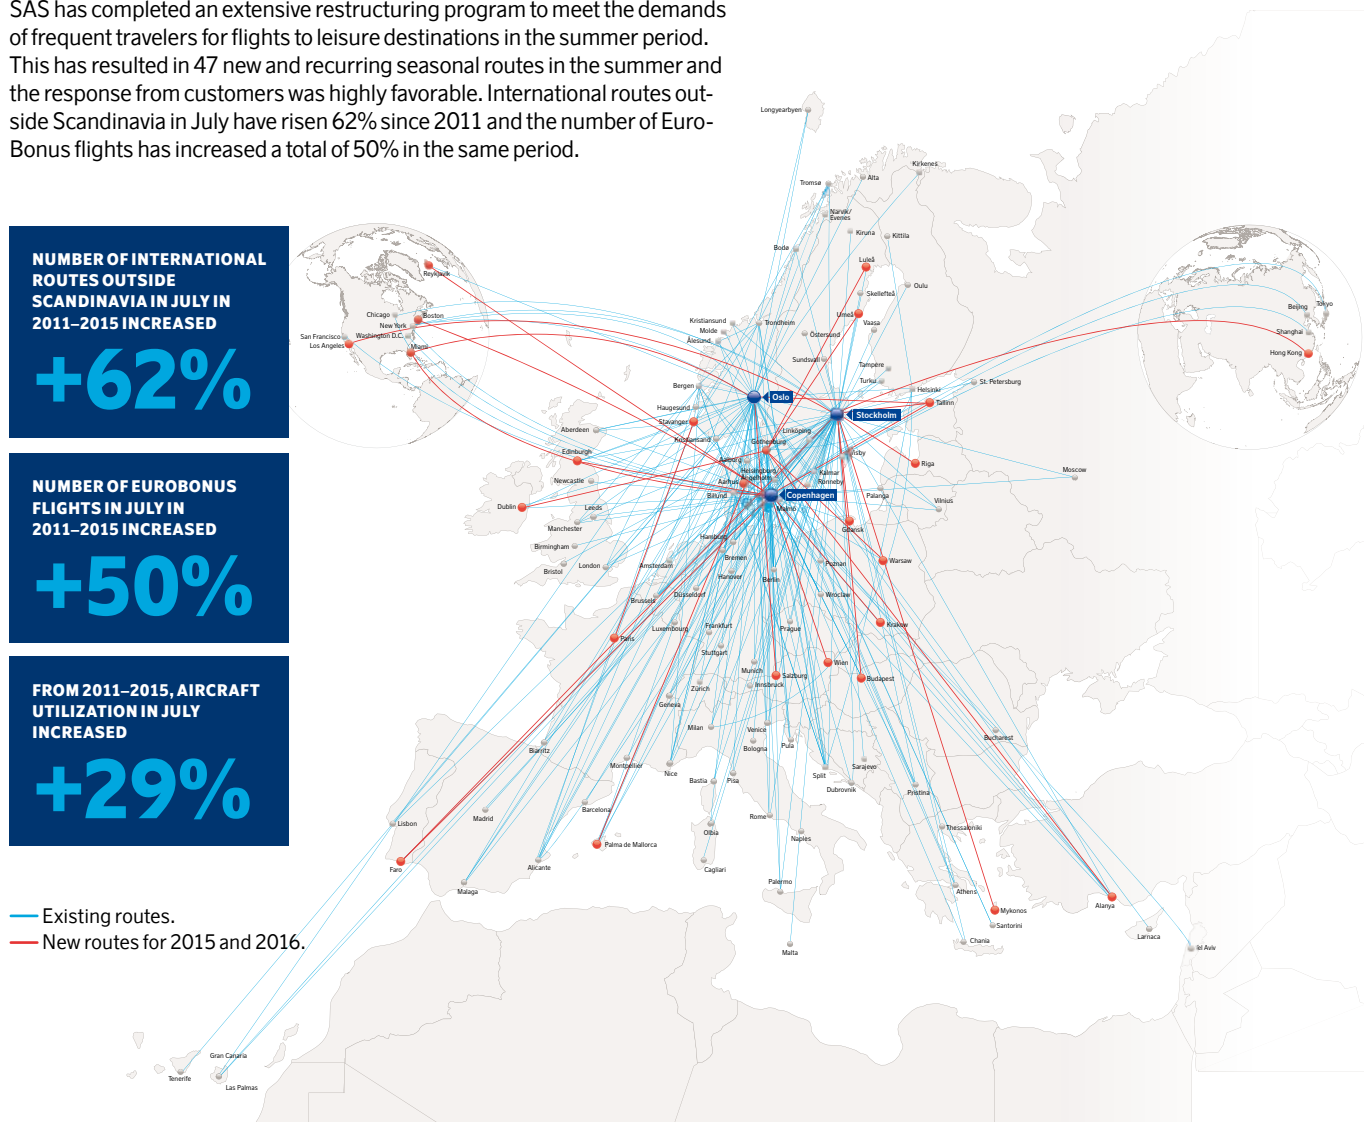 SAS has completed an extensive restructuring program to meet the demands
of frequent travelers for flights to leisure destinations in the summer period.
This has resulted in 47 new and recurring seasonal routes in the summer and
the response from customers was highly favorable. International routes out-
side Scandinavia in July have risen 62% since 2011 and the number of Euro-
Bonus flights has increased a total of 50% in the same period.
NUMBER OF INTERNATIONAL
ROUTES OUTSIDE
SCANDINAVIA IN JULY IN
2011–2015 INCREASED
+62%
NUMBER OF EUROBONUS
FLIGHTS IN JULY IN
2011–2015 INCREASED
+50%
FROM 2011–2015, AIRCRAFT
UTILIZATION IN JULY
INCREASED
+29%
Existing routes.
New routes for 2015 and 2016.
Reykjavik
Chicago
Boston
New York
Washington D.C.
San Francisco
Los Angeles
Miami
Longyearbyen
Kirkenes
Tromsø
Alta
Narvik/
Evenes
Kiruna
Kittilä
Bodø
Luleå
Oulu
Skellefteå
Umeå
Vaasa
Kristiansund
Trondheim
Molde
Ålesund
Östersund
Sundsvall
Tampere
Turku
Helsinki
St. Petersburg
Tallinn
Bergen
Oslo
Haugesund
Stockholm
Stavanger
Aberdeen
Kristiansand
Linköping
Gothenburg
Edinburgh
Aalborg
Riga
Moscow
Helsingborg
Ängelholm
Kalmar
Ronneby
Newcastle
Aarhus
Billund
Copenhagen
Palanga
Vilnius
Dublin
Leeds
Malmö
Manchester
Gdansk
Hamburg
Birmingham
Bremen
Bristol
London
Amsterdam
Hanover
Berlin
Poznan
Warsaw
Brussels
Düsseldorf
Wroclaw
Luxembourg
Frankfurt
Prague
Krakow
Paris
Stuttgart
Wien
Munich
Salzburg
Budapest
Innsbruck
Zürich
Geneva
Milan
Venice
Bologna
Pula
Bucharest
Biarritz
Montpellier
Nice
Bastia
Pisa
Split
Sarajevo
Dubrovnik
Pristina
Barcelona
Lisbon
Madrid
Rome
Olbia
Naples
Thessaloniki
Palma de Mallorca
Faro
Alicante
Cagliari
Malaga
Palermo
Athens
Alanya
Mykonos
Santorini
Chania
Larnaca
Tel Aviv
Malta
Gran Canaria
Tenerife
Las Palmas
Beijing
Tokyo
Shanghai
Hong Kong